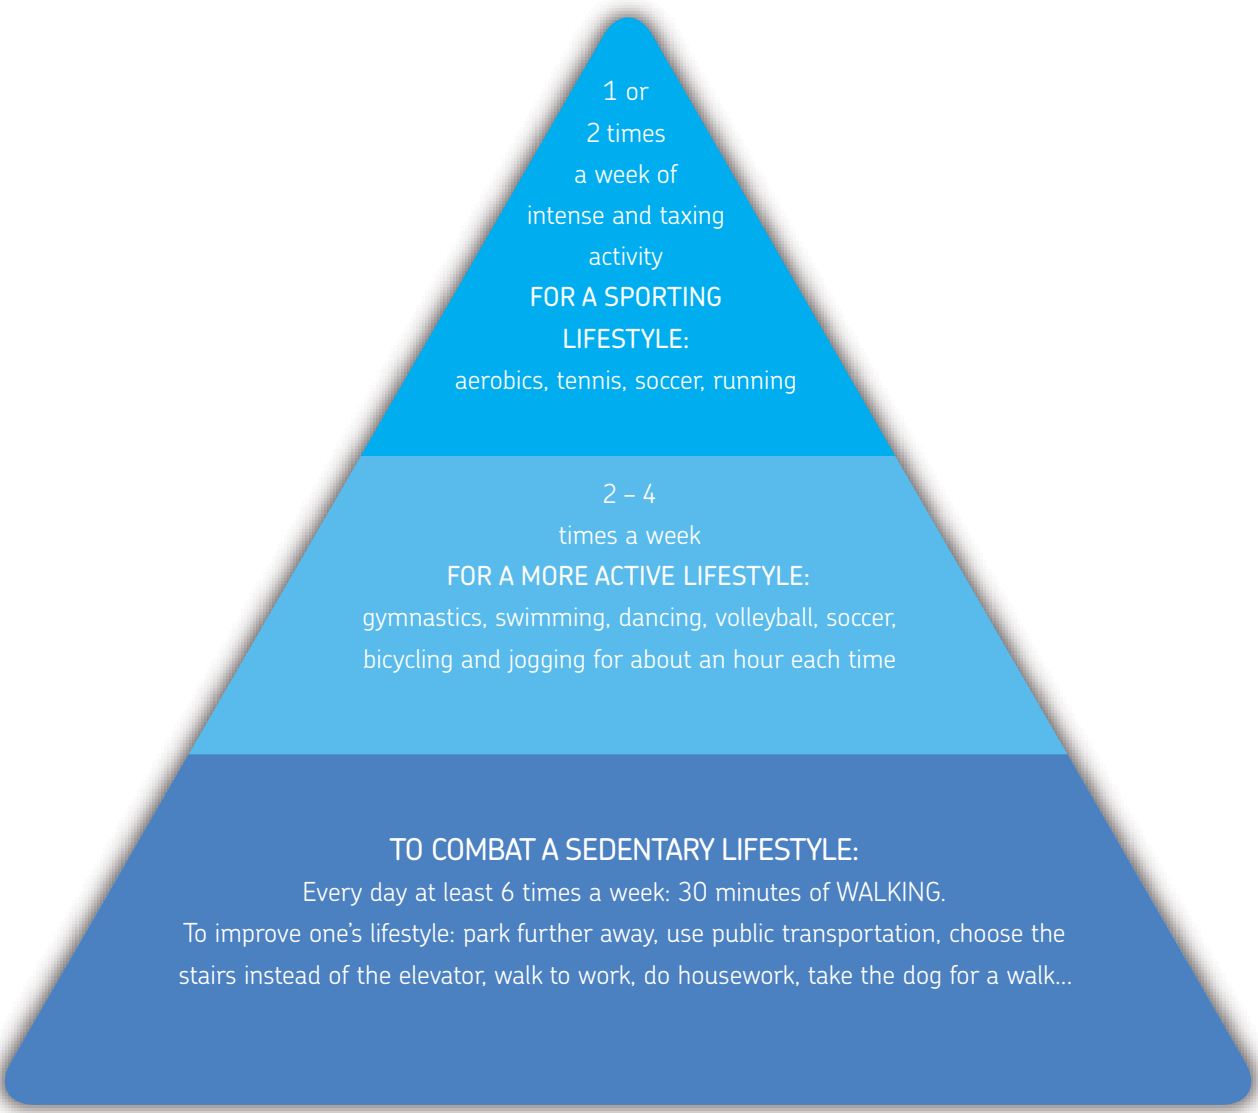 1 or
2 times
a week of
intense and taxing
activity
FOR A SPORTING
LIFESTYLE:
aerobics, tennis, soccer, running
2 – 4
times a week
FOR A MORE ACTIVE LIFESTYLE:
gymnastics, swimming, dancing, volleyball, soccer,
bicycling and jogging for about an hour each time
TO COMBAT A SEDENTARY LIFESTYLE:
Every day at least 6 times a week: 30 minutes of WALKING.
To improve one’s lifestyle: park further away, use public transportation, choose the
stairs instead of the elevator, walk to work, do housework, take the dog for a walk...